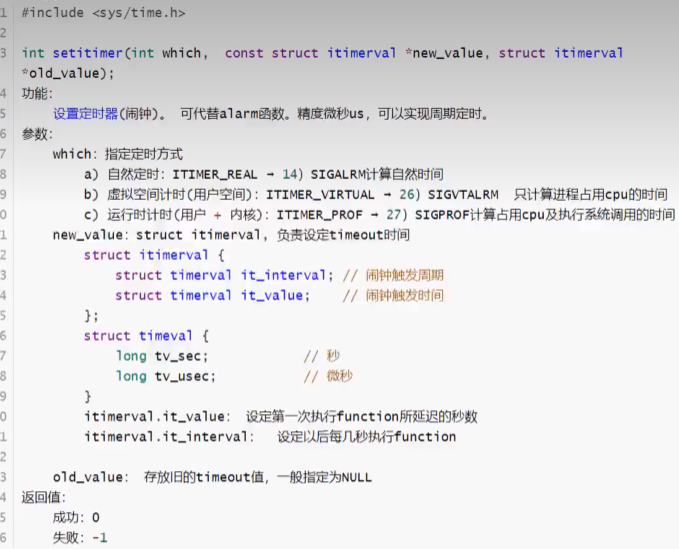 1 #include <sys/time.h>
2
3 int setitimer(int which, const struct itimerval *new_value, struct itimerval
*old_value);
4 功能:
5 设置定时器(闹钟)。 可代替alarm函数。精度微秒us, 可以实现周期定时。
6 参数:
7 which: 指定定时方式
8 a) 自然定时: ITIMER_REAL → 14) SIGALRM计算自然时间
9 b) 虚拟空间计时(用户空间): ITIMER_VIRTUAL → 26) SIGVTALRM 只计算进程占用cpu的时间
0 c) 运行时计时(用户 + 内核): ITIMER_PROF → 27) SIGPROF计算占用cpu及执行系统调用的时间
1 new_value: struct itimerval, 负责设定timeout时间
2 struct itimerval {
3 struct timerval it_interval; // 闹钟触发周期
4 struct timerval it_value; // 闹钟触发时间
5 };
6 struct timeval {
7 long tv_sec; // 秒
8 long tv_usec; // 微秒
9 }
0 itimerval.it_value: 设定第一次执行function所延迟的秒数
1 itimerval.it_interval: 设定以后每几秒执行function
2
3 old_value: 存放旧的timeout值, 一般指定为NULL
4 返回值:
5 成功: 0
6 失败: -1